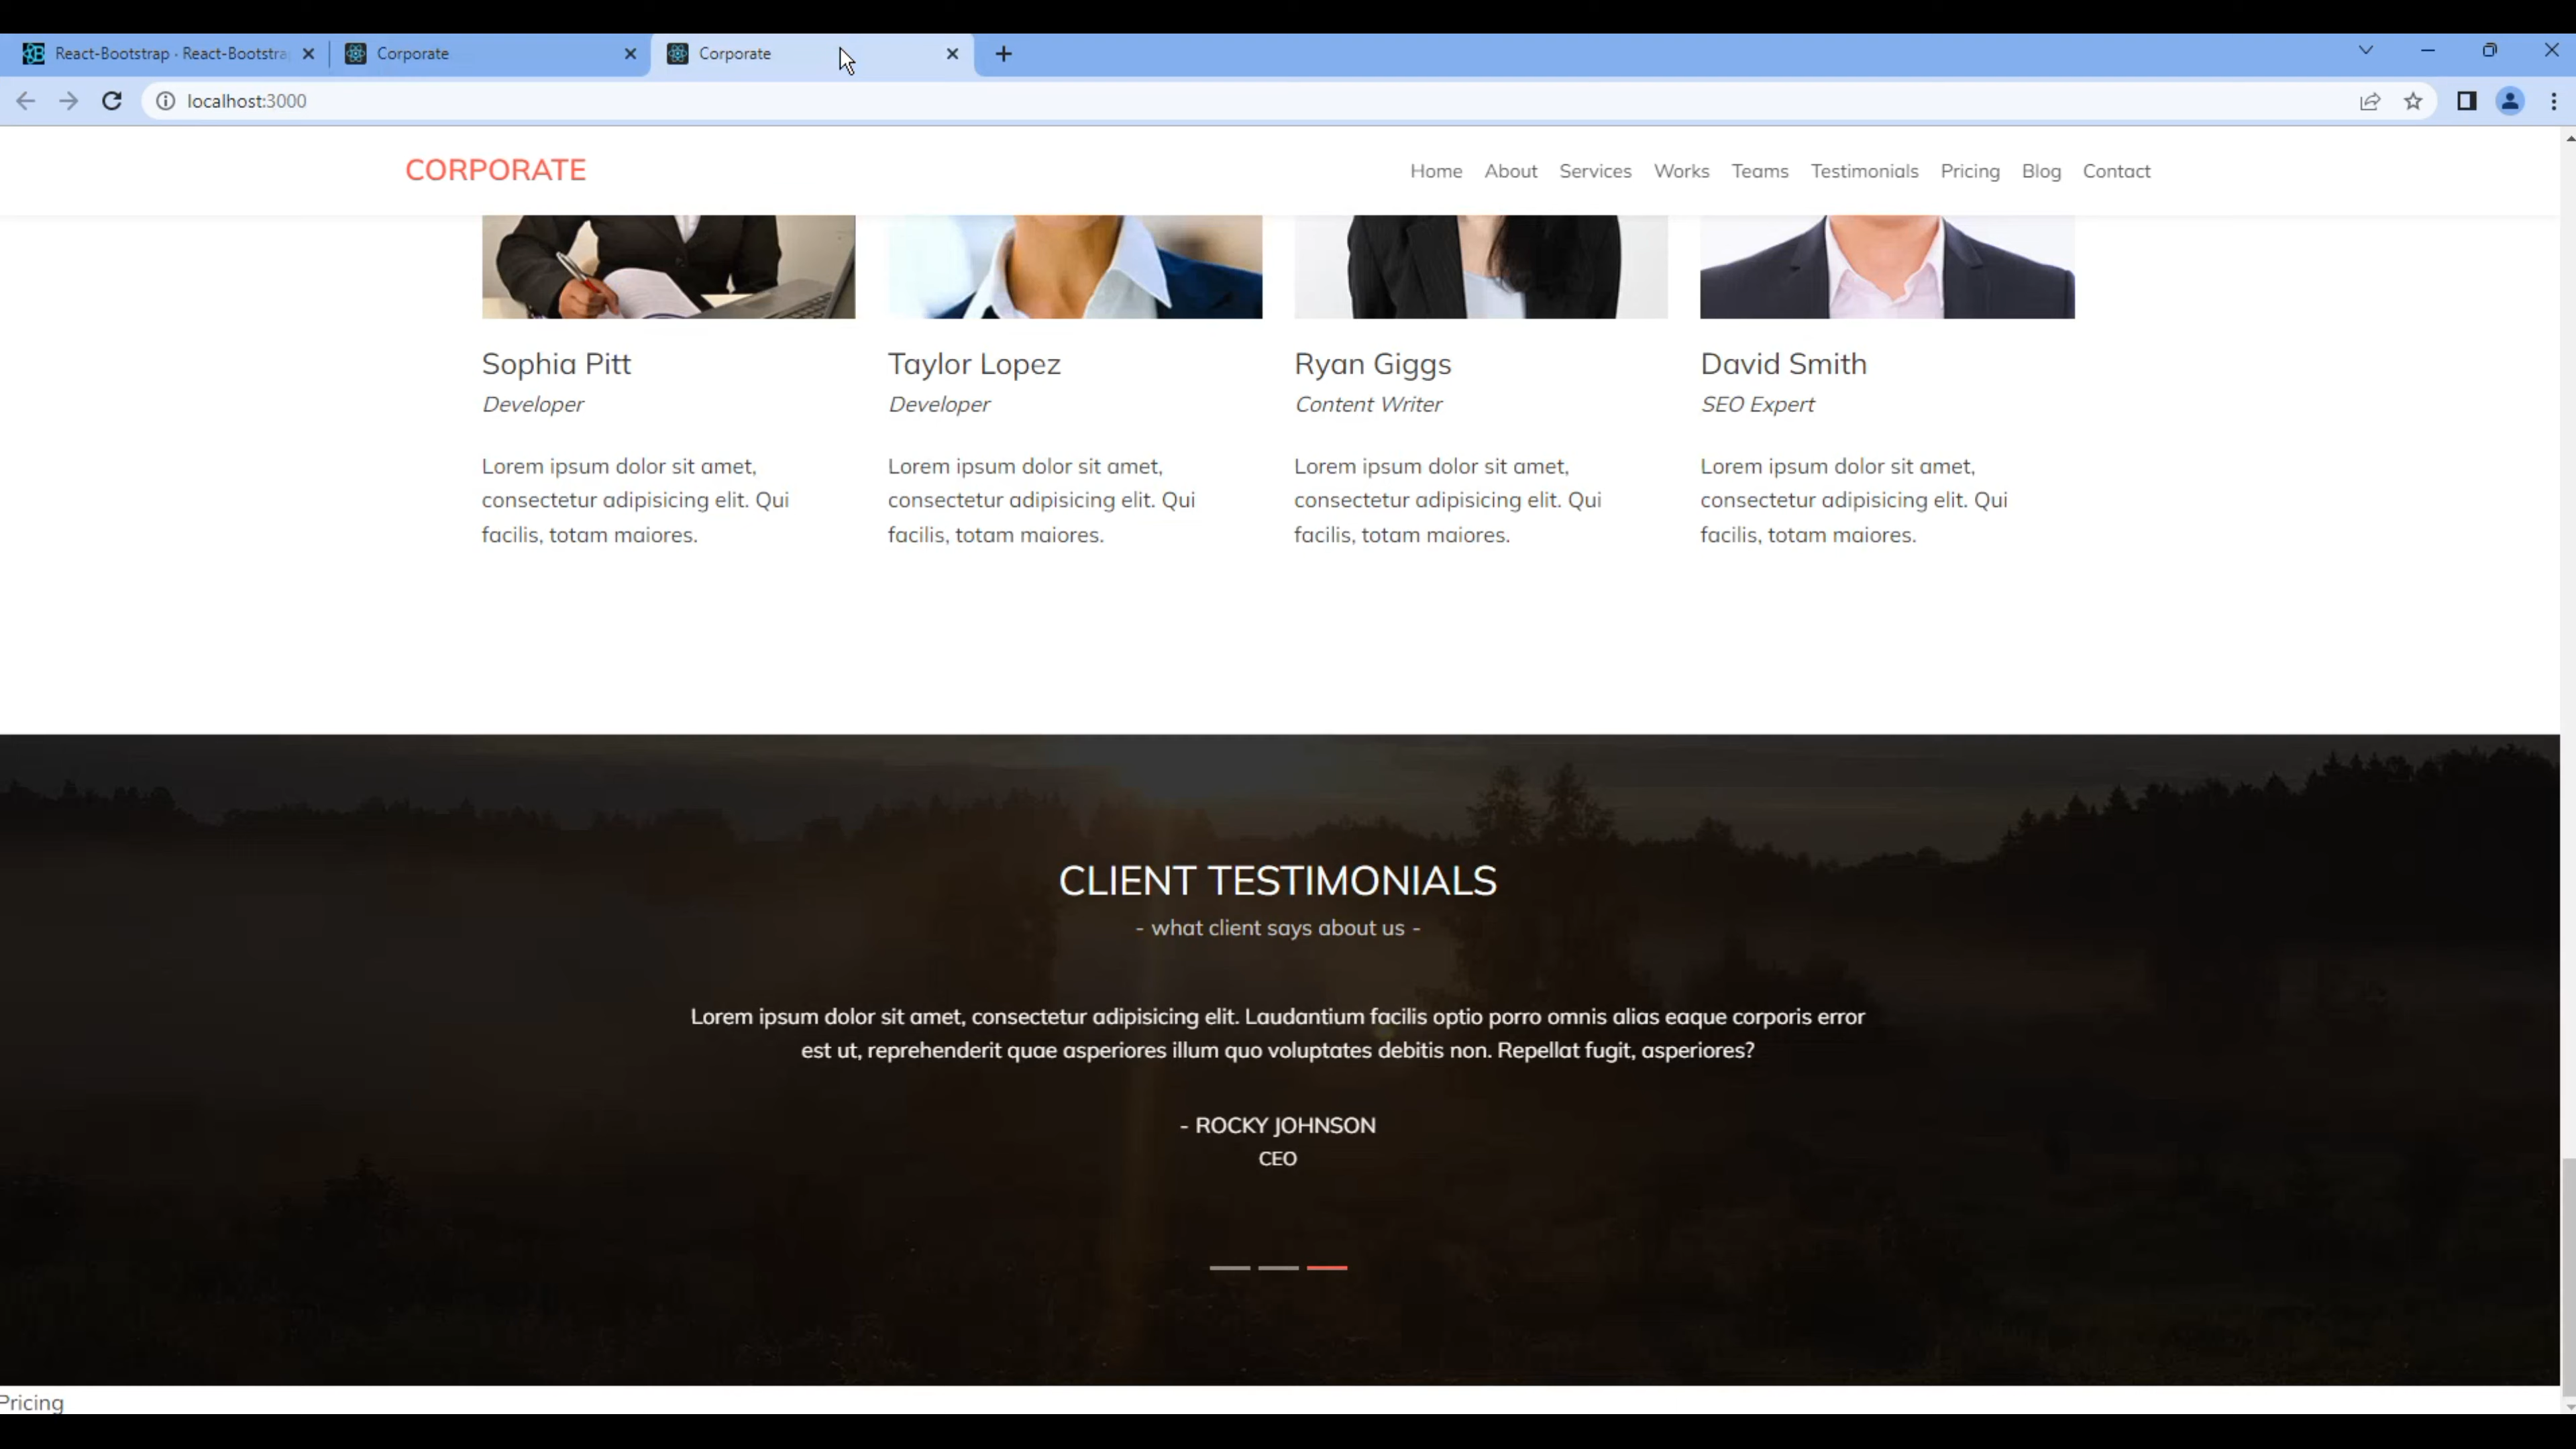 React-Bootstrap · React-Bootstra
Corporate
Corporate
localhost:3000
CORPORATE
Home About Services Works Teams Testimonials Pricing Blog Contact
Sophia Pitt
Developer
Lorem ipsum dolor sit amet,
consectetur adipisicing elit. Qui
facilis, totam maiores.
Taylor Lopez
Developer
Lorem ipsum dolor sit amet,
consectetur adipisicing elit. Qui
facilis, totam maiores.
Ryan Giggs
Content Writer
Lorem ipsum dolor sit amet,
consectetur adipisicing elit. Qui
facilis, totam maiores.
David Smith
SEO Expert
Lorem ipsum dolor sit amet,
consectetur adipisicing elit. Qui
facilis, totam maiores.
CLIENT TESTIMONIALS
- what client says about us -
Lorem ipsum dolor sit amet, consectetur adipisicing elit. Laudantium facilis optio porro omnis alias eaque corporis error
est ut, reprehenderit quae asperiores illum quo voluptates debitis non. Repellat fugit, asperiores?
- ROCKY JOHNSON
CEO
Pricing